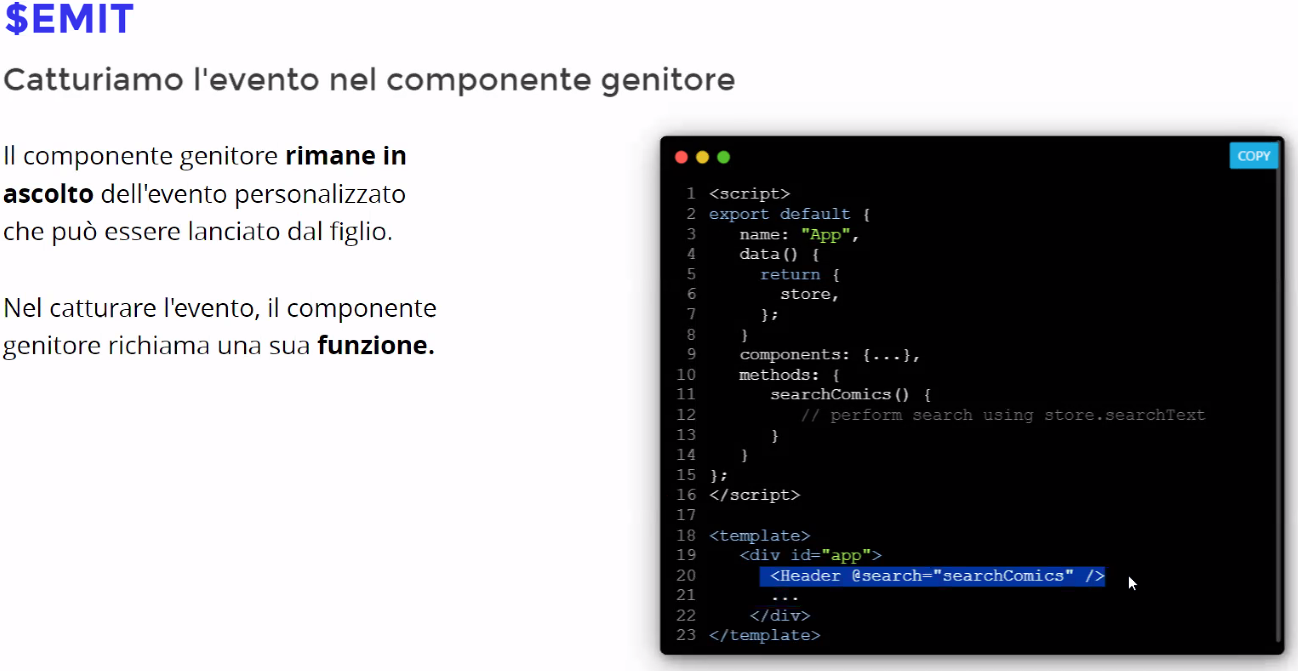 $EMIT
Catturiamo l'evento nel componente genitore
Il componente genitore rimane in
ascolto dell'evento personalizzato
che può essere lanciato dal figlio.
Nel catturare l'evento, il componente
genitore richiama una sua funzione.
COPY
1 <script>
2 export default {
3 name: "App",
4 data() {
5 return {
6 store,
7 };
8 }
9 components: {...},
10 methods: {
11 searchComics() {
12 // perform search using store.searchText
13 }
14 }
15 };
16 </script>
17
18 <template>
19 <div id="app">
20 <Header @search="searchComics" />
21 ...
22 </div>
23 </template>